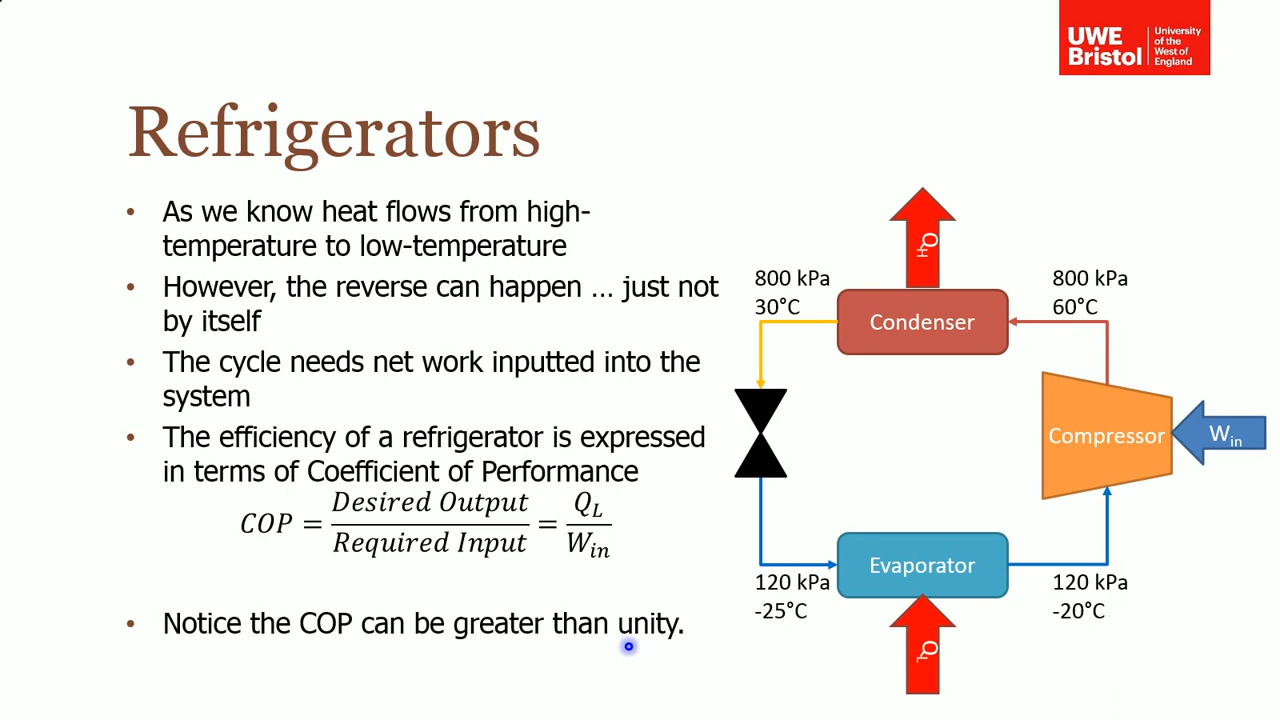 UWE
Bristol
University
of the
West of
England
Refrigerators
• As we know heat flows from high-
temperature to low-temperature
• However, the reverse can happen … just not
by itself
• The cycle needs net work inputted into the
system
• The efficiency of a refrigerator is expressed
in terms of Coefficient of Performance
COP = Desired Output / Required Input = Q_L / W_in
• Notice the COP can be greater than unity.
Q_H
800 kPa
30°C
Condenser
800 kPa
60°C
Compressor
W_in
Evaporator
120 kPa
-25°C
120 kPa
-20°C
Q_L